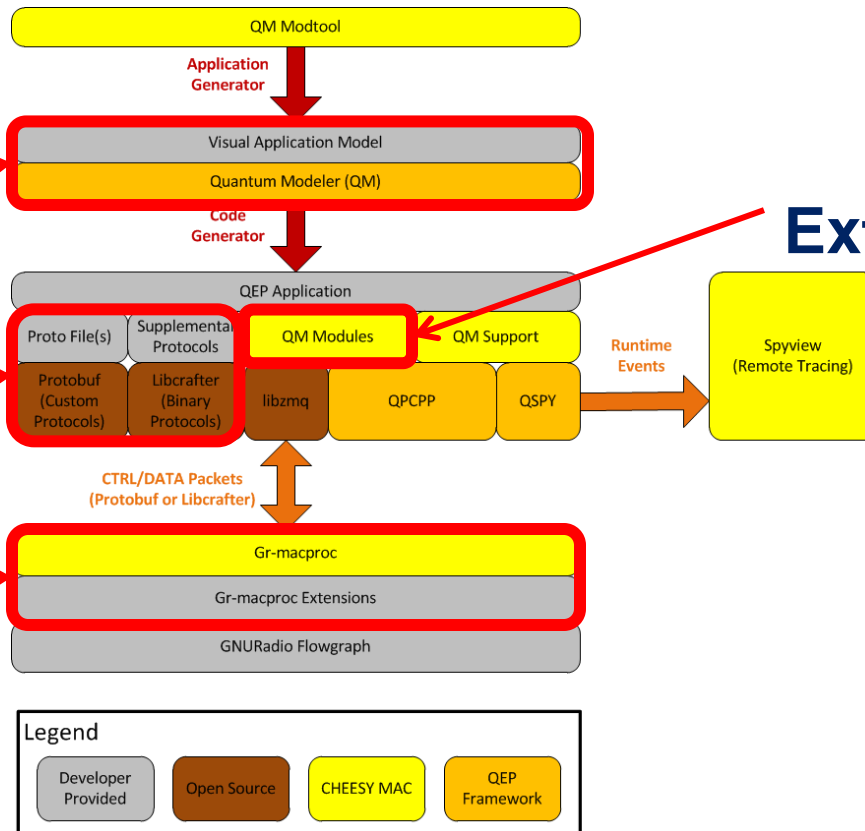 QM Modtool
Application
Generator
Visual Application Model
Quantum Modeler (QM)
Code
Generator
QEP Application
Proto File(s)
Supplemental
Protocols
QM Modules
QM Support
Protobuf
(Custom
Protocols)
Libcrafter
(Binary
Protocols)
libzmq
QPCPP
QSPY
Runtime
Events
Spyview
(Remote Tracing)
CTRL/DATA Packets
(Protobuf or Libcrafter)
Gr-macproc
Gr-macproc Extensions
GNURadio Flowgraph
Legend
Developer
Provided
Open Source
CHEESY MAC
QEP
Framework